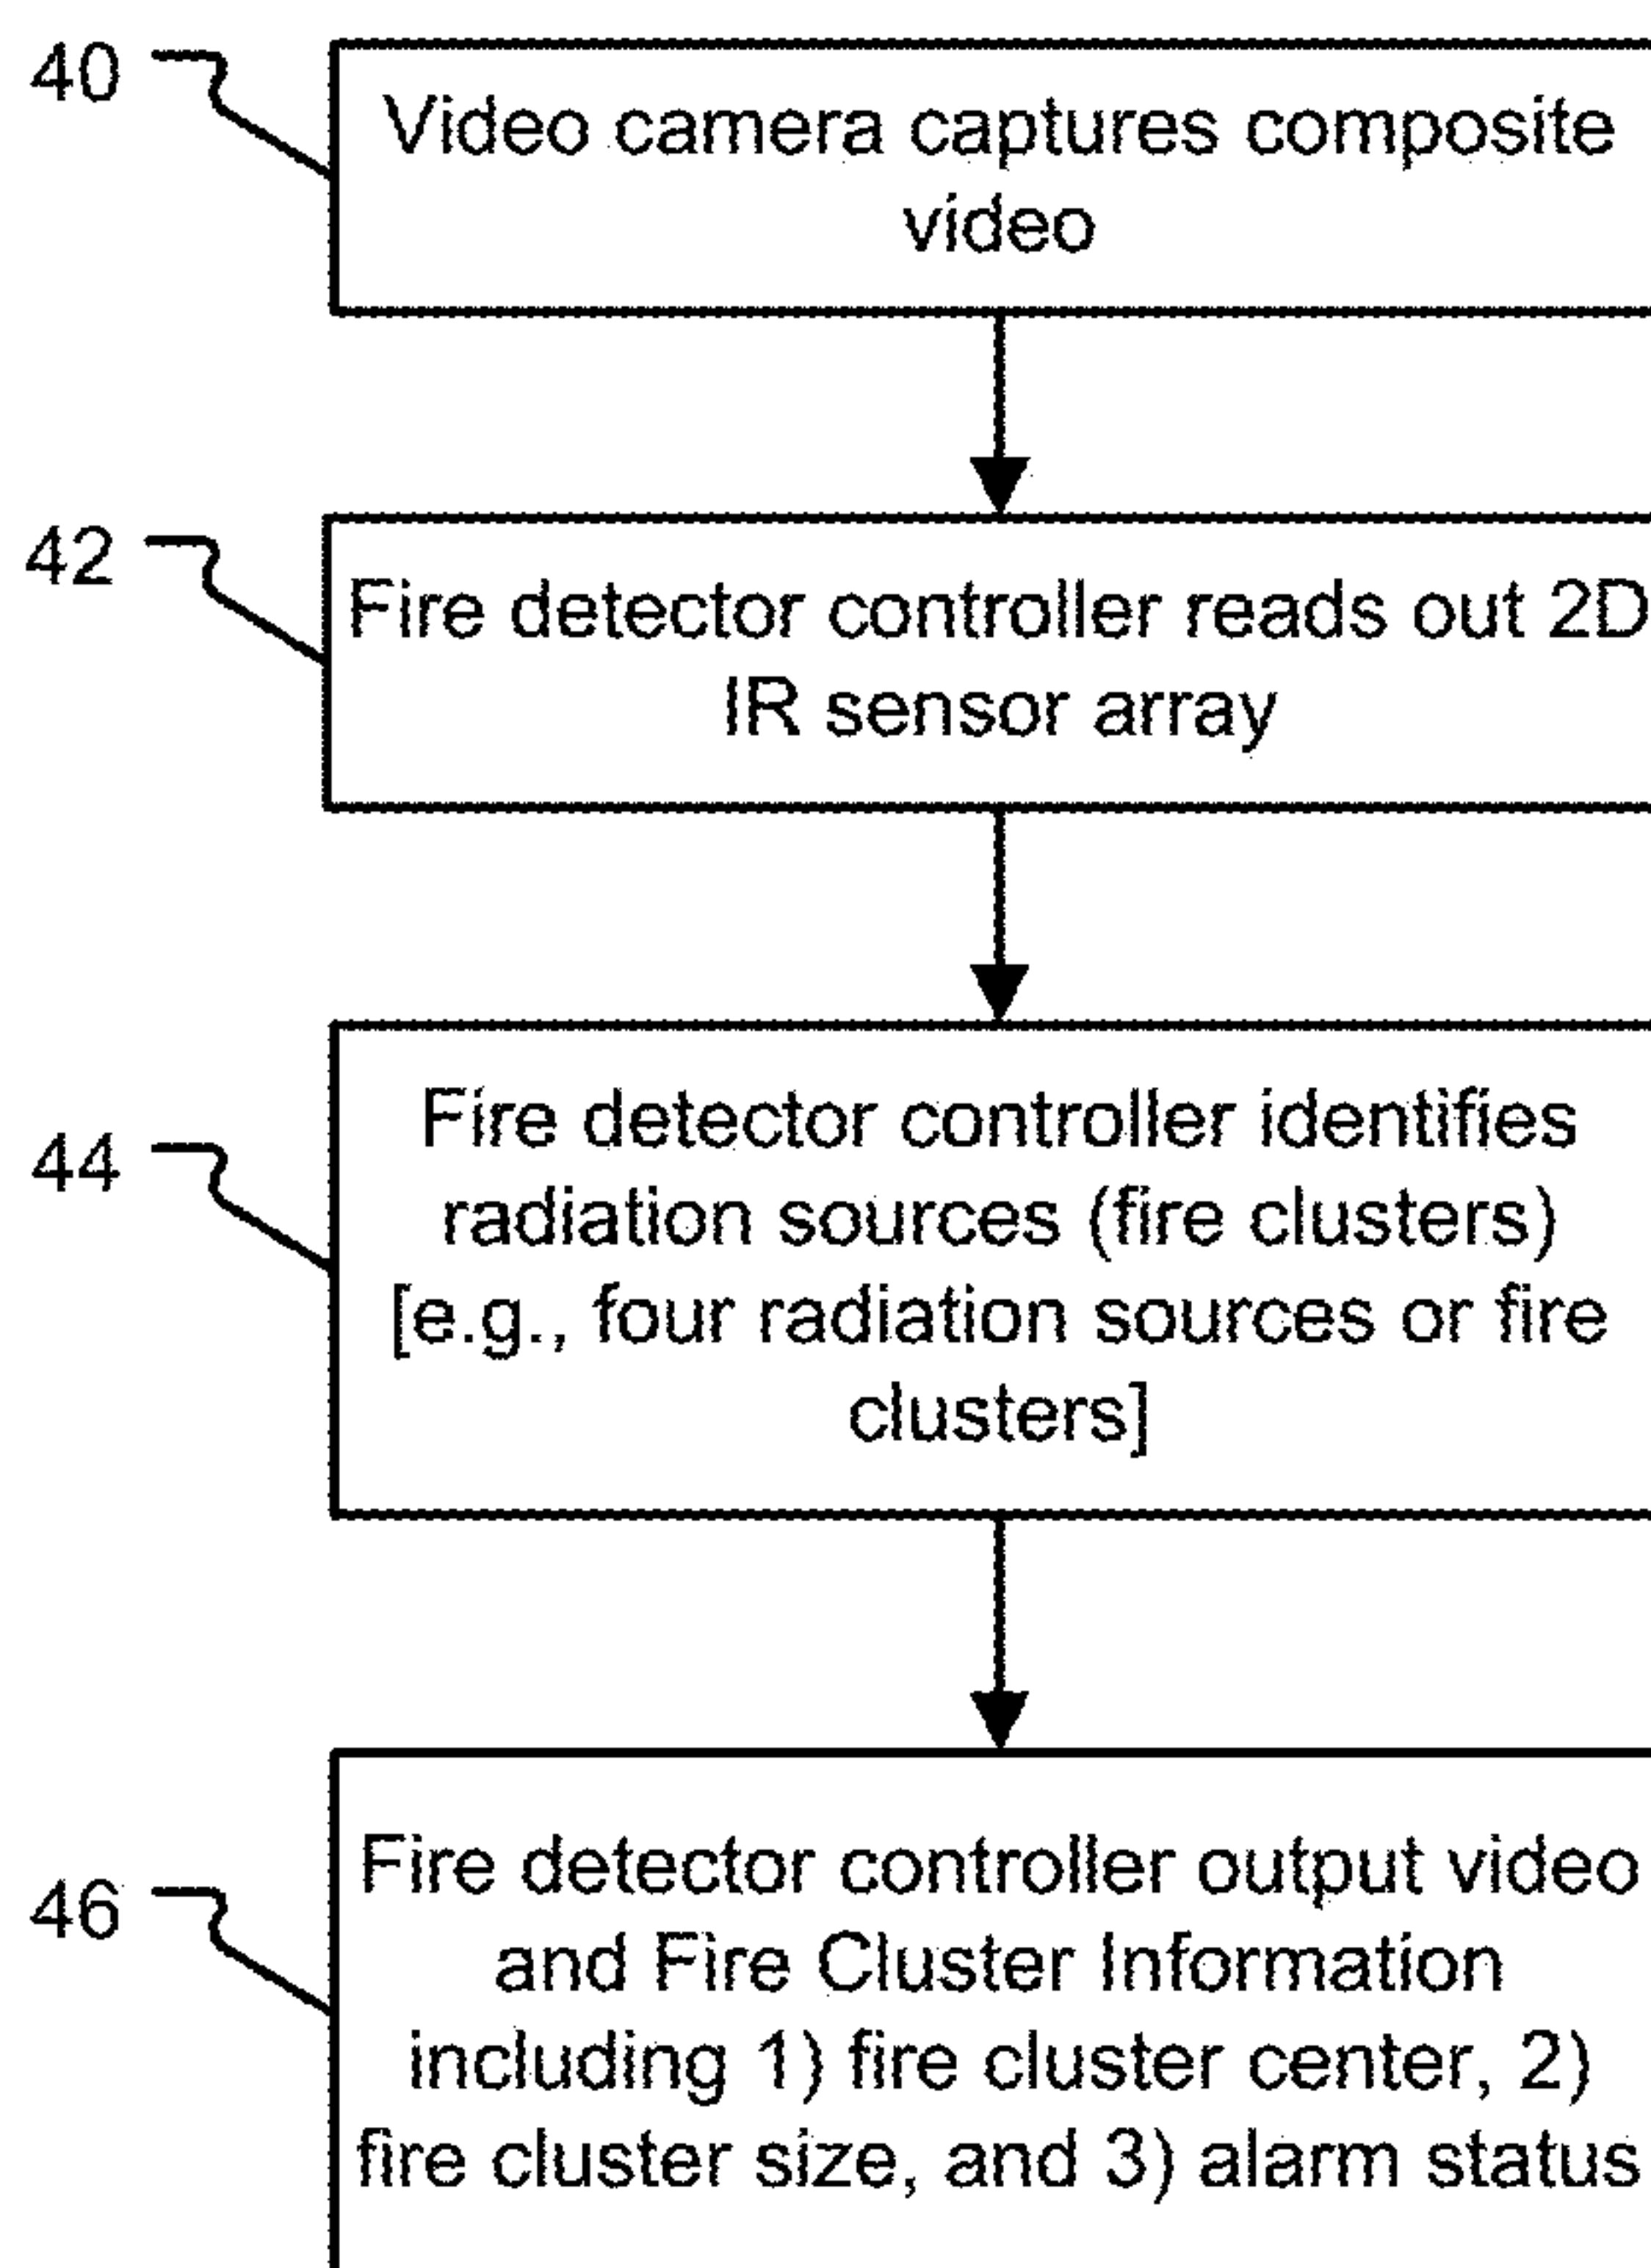 40
Video camera captures composite
video
42
Fire detector controller reads out 2D
IR sensor array
44
Fire detector controller identifies
radiation sources (fire clusters)
[e.g., four radiation sources or fire
clusters]
46
Fire detector controller output video
and Fire Cluster Information
including 1) fire cluster center, 2)
fire cluster size, and 3) alarm status